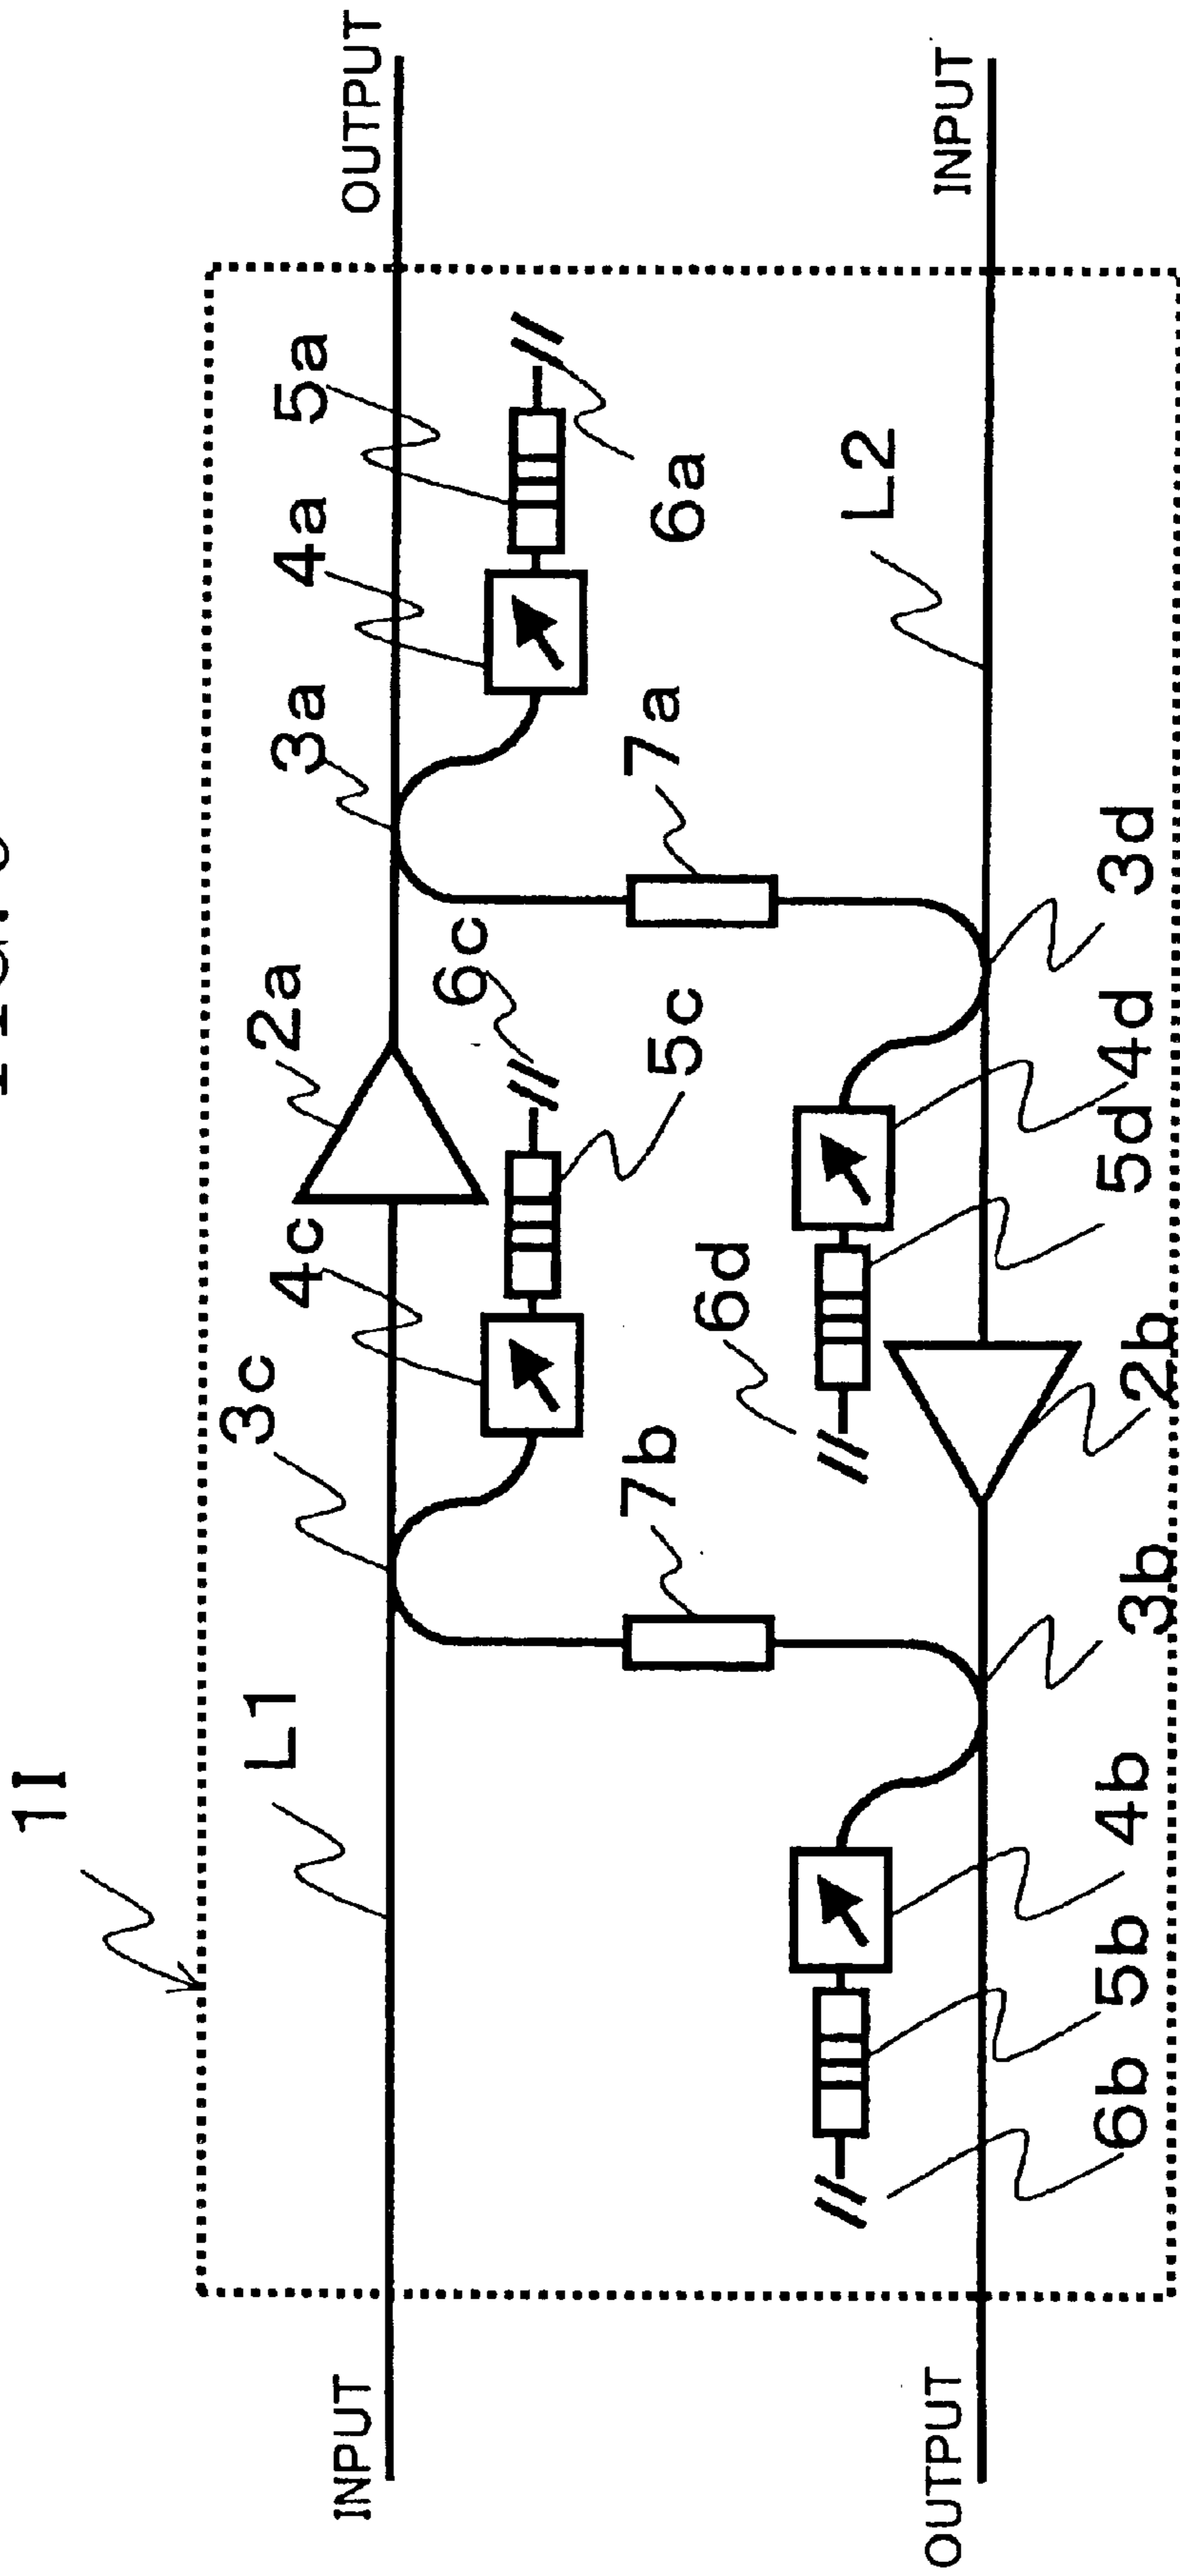 1I
INPUT
L1
3c
4c
2a
3a
4a
5a
OUTPUT
6c
5c
6a
7b
7a
L2
6d
OUTPUT
6b
5b
4b
3b
2b
5d
4d
3d
INPUT